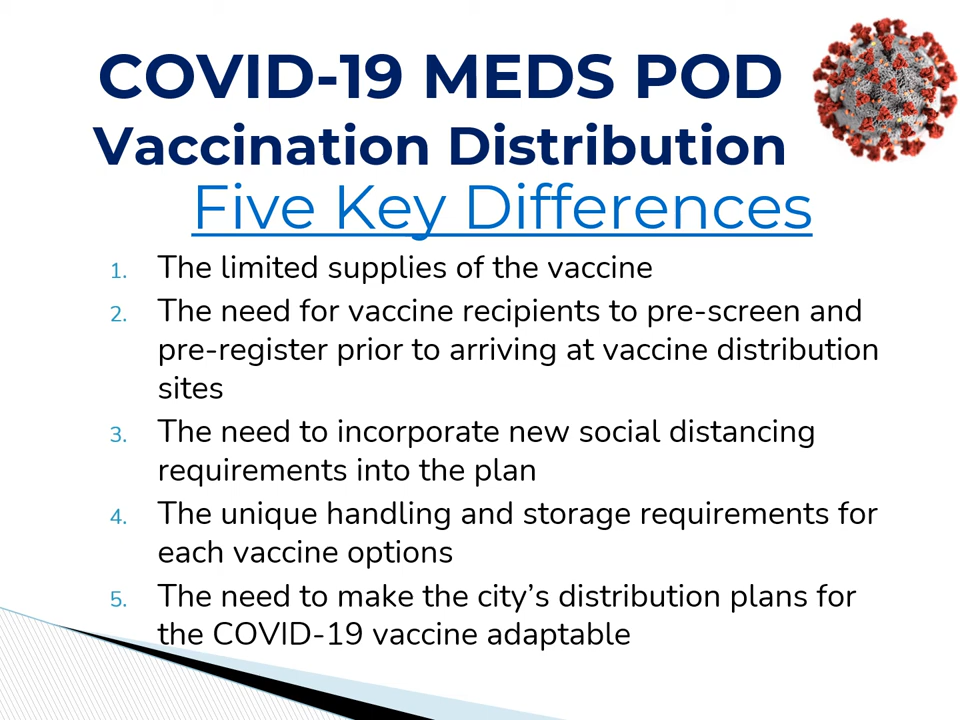 COVID-19 MEDS POD
Vaccination Distribution
Five Key Differences
1. The limited supplies of the vaccine
2. The need for vaccine recipients to pre-screen and
pre-register prior to arriving at vaccine distribution
sites
3. The need to incorporate new social distancing
requirements into the plan
4. The unique handling and storage requirements for
each vaccine options
5. The need to make the city’s distribution plans for
the COVID-19 vaccine adaptable